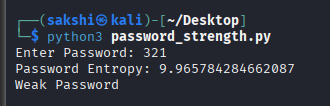 ┌──(sakshi㉿kali)-[~/Desktop]
└─$ python3 password_strength.py
Enter Password: 321
Password Entropy: 9.965784284662087
Weak Password